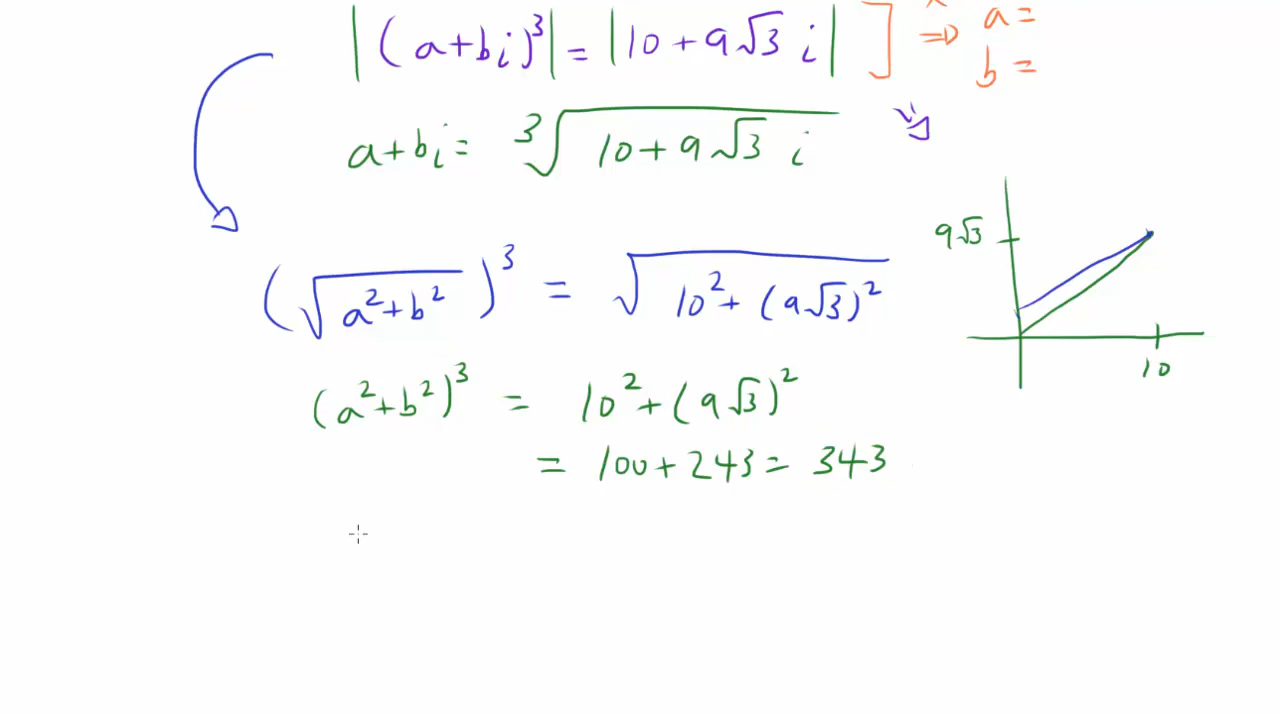 |(a+bi)³| = |10 + 9√3 i| ] ⇒ a =
b =
a+bi = ∛(10 + 9√3 i)
(√(a²+b²))³ = √(10² + (9√3)²)
9√3
(a²+b²)³ = 10² + (9√3)²
10
= 100 + 243 = 343